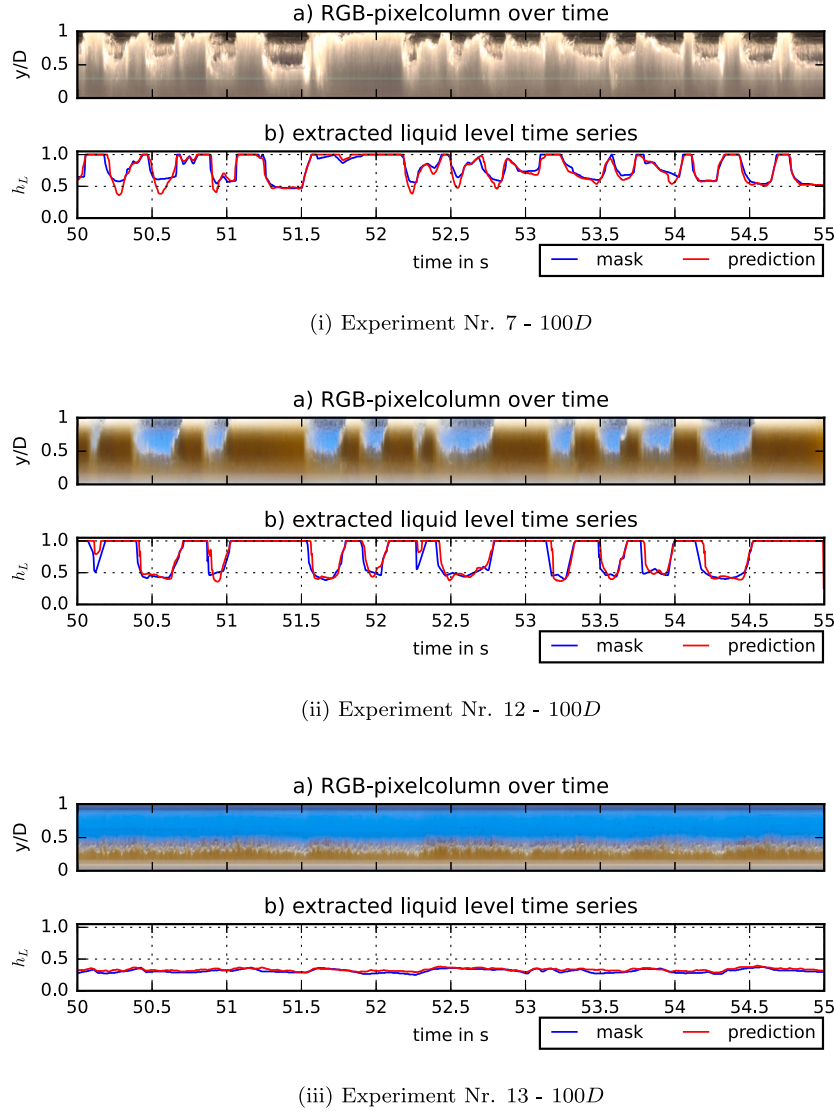 a) RGB-pixelcolumn over time
1
y/D 0.5
0
b) extracted liquid level time series
1.0
h_L 0.5
0.0
50 50.5 51 51.5 52 52.5 53 53.5 54 54.5 55
time in s
mask prediction
(i) Experiment Nr. 7 - 100D
a) RGB-pixelcolumn over time
1
y/D 0.5
0
b) extracted liquid level time series
1.0
h_L 0.5
0.0
50 50.5 51 51.5 52 52.5 53 53.5 54 54.5 55
time in s
mask prediction
(ii) Experiment Nr. 12 - 100D
a) RGB-pixelcolumn over time
1
y/D 0.5
0
b) extracted liquid level time series
1.0
h_L 0.5
0.0
50 50.5 51 51.5 52 52.5 53 53.5 54 54.5 55
time in s
mask prediction
(iii) Experiment Nr. 13 - 100D